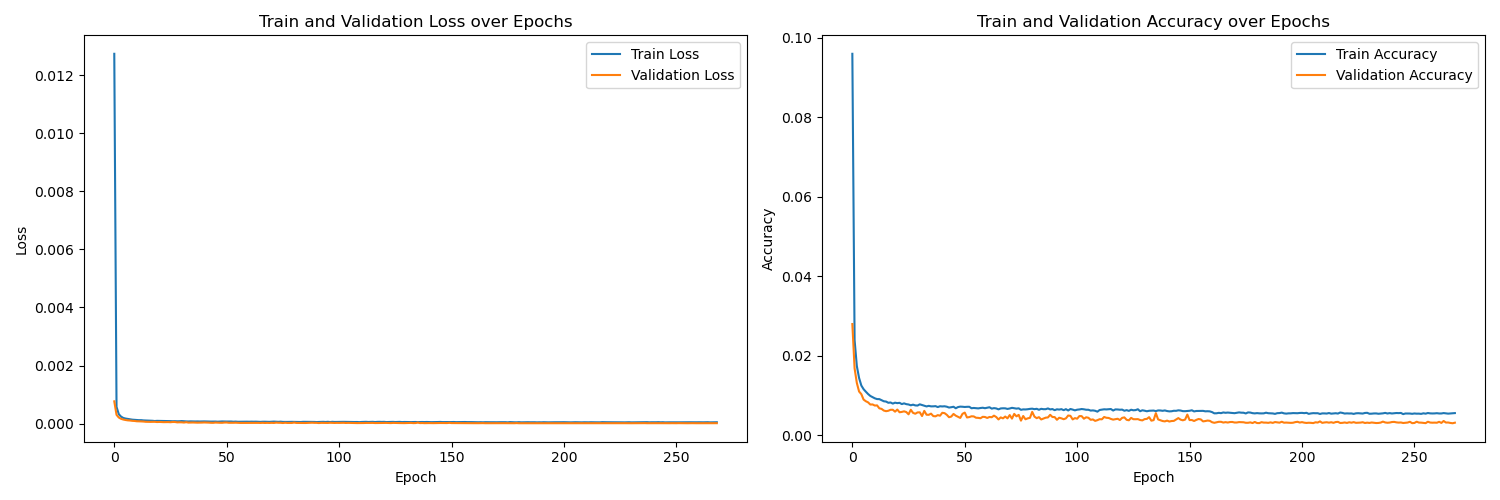 Train and Validation Loss over Epochs
Train Loss
Validation Loss
0.012
0.010
0.008
0.006
0.004
0.002
0.000
Loss
0
50
100
150
200
250
Epoch
Train and Validation Accuracy over Epochs
Train Accuracy
Validation Accuracy
0.10
0.08
0.06
0.04
0.02
0.00
Accuracy
0
50
100
150
200
250
Epoch